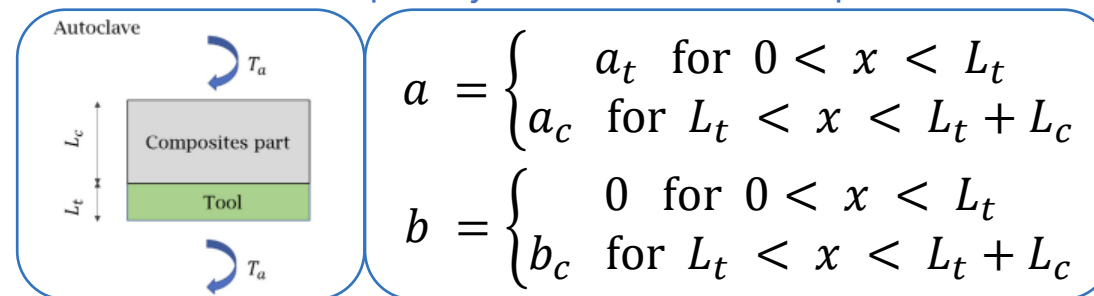 Autoclave
T_a
L_c
Composites part
L_t
Tool
T_a
a = { a_t for 0 < x < L_t
a_c for L_t < x < L_t + L_c
b = { 0 for 0 < x < L_t
b_c for L_t < x < L_t + L_c